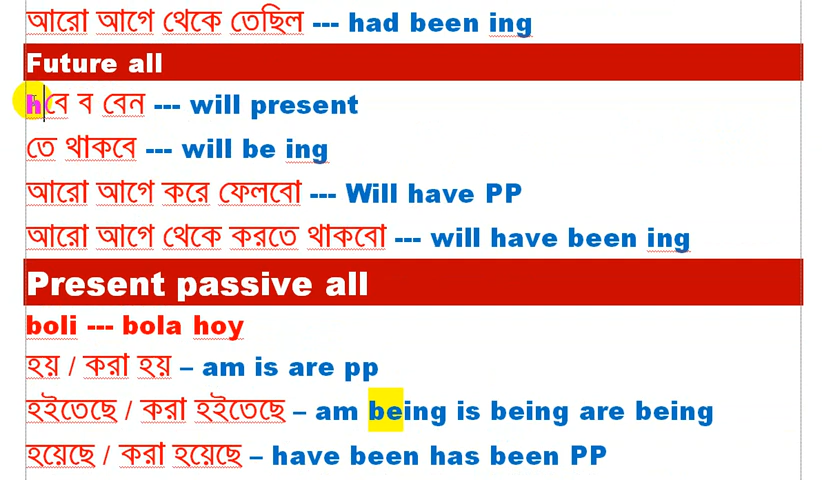 আরো আগে থেকে তেছিল --- had been ing
Future all
hবে ব বেন --- will present
তে থাকবে --- will be ing
আরো আগে করে ফেলবো --- Will have PP
আরো আগে থেকে করতে থাকবো --- will have been ing
Present passive all
boli --- bola hoy
হয় / করা হয় – am is are pp
হইতেছে / করা হইতেছে – am being is being are being
হয়েছে / করা হয়েছে – have been has been PP